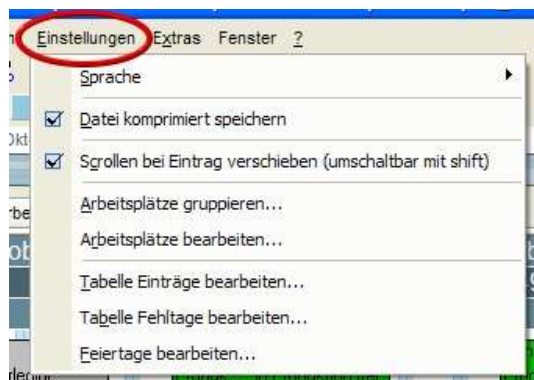 Einstellungen Extras Fenster ?
Sprache
Datei komprimiert speichern
Scrollen bei Eintrag verschieben (umschaltbar mit shift)
Arbeitsplätze gruppieren...
Arbeitsplätze bearbeiten...
Tabelle Einträge bearbeiten...
Tabelle Fehltage bearbeiten...
Feiertage bearbeiten...